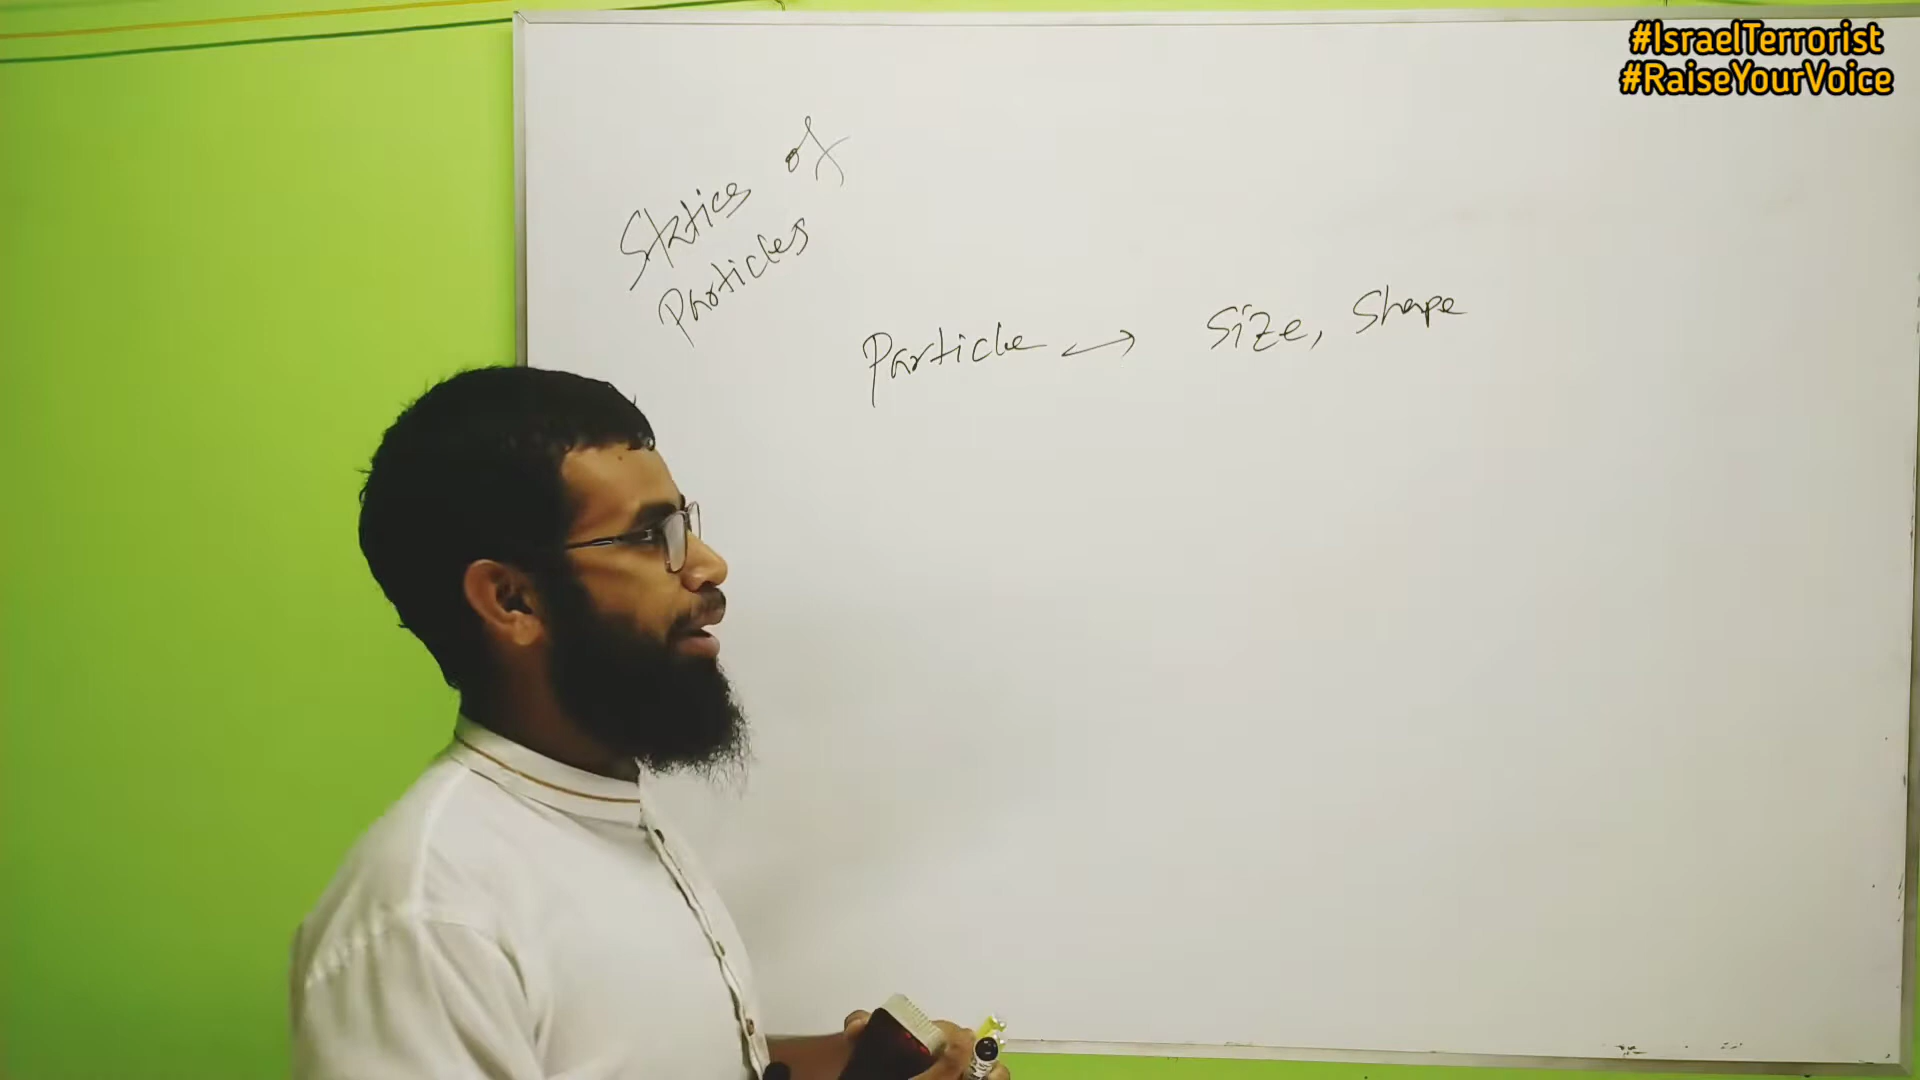 #IsraelTerrorist
#RaiseYourVoice
Statics of
Particles
Particle → Size, Shape